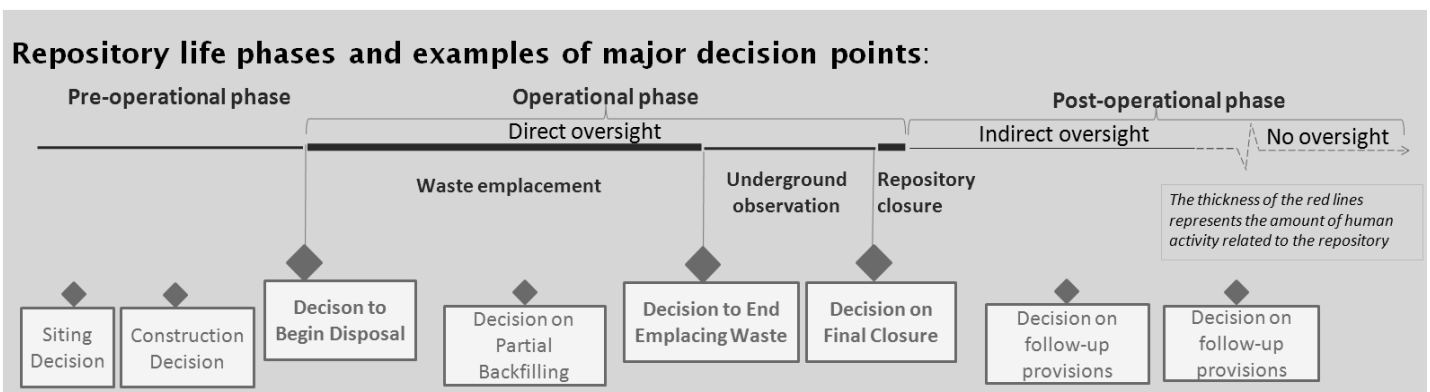 Repository life phases and examples of major decision points:
Pre-operational phase
Operational phase
Post-operational phase
Direct oversight
Indirect oversight
No oversight
Waste emplacement
Underground
observation
Repository
closure
The thickness of the red lines
represents the amount of human
activity related to the repository
Siting
Decision
Construction
Decision
Decison to
Begin Disposal
Decision on
Partial
Backfilling
Decision to End
Emplacing Waste
Decision on
Final Closure
Decision on
follow-up
provisions
Decision on
follow-up
provisions